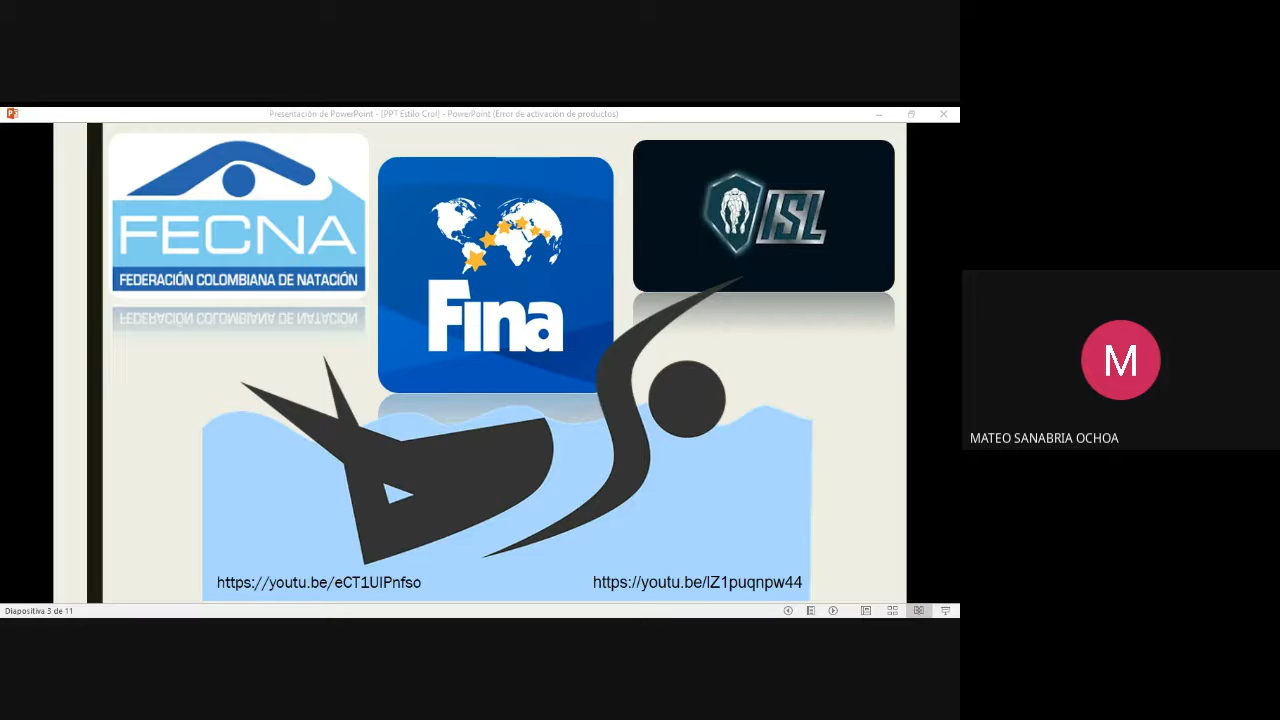 Presentación de PowerPoint - [PPT Estilo Crol] - PowerPoint (Error de activación de productos)
FECNA
FEDERACIÓN COLOMBIANA DE NATACIÓN
Fina
ISL
https://youtu.be/eCT1UIPnfso
https://youtu.be/lZ1puqnpw44
Diapositiva 3 de 11
M
MATEO SANABRIA OCHOA